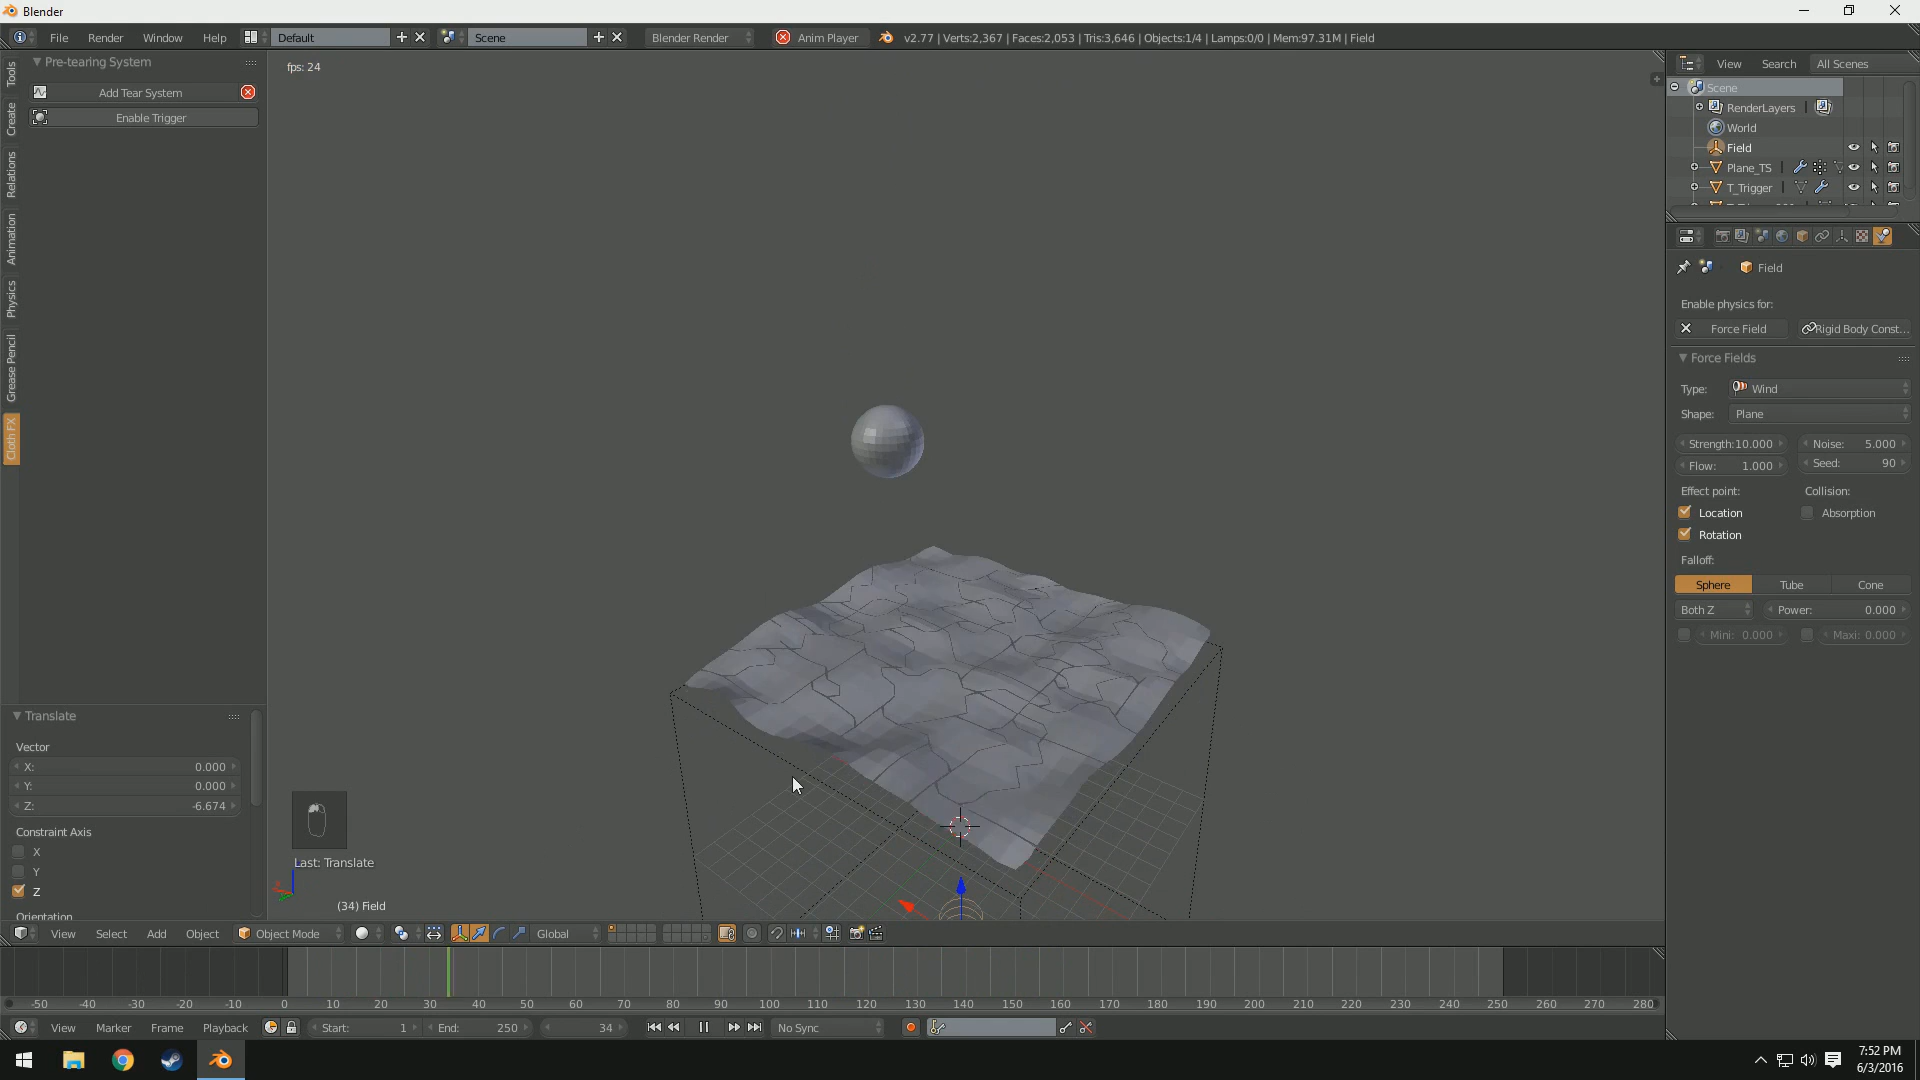 Blender
File Render Window Help Default Scene Blender Render Anim Player v2.77 | Verts:2,367 | Faces:2,053 | Tris:3,646 | Objects:1/4 | Lamps:0/0 | Mem:97.31M | Field
Pre-tearing System
Add Tear System
Enable Trigger
Tools
Create
Relations
Animation
Physics
Grease Pencil
Cloth FX
fps: 24
View Search All Scenes
Scene
RenderLayers
World
Field
Plane_TS
T_Trigger
Field
Enable physics for:
Force Field Rigid Body Const...
Force Fields
Type: Wind
Shape: Plane
Strength:10.000 Noise: 5.000
Flow: 1.000 Seed: 90
Effect point: Collision:
Location Absorption
Rotation
Falloff:
Sphere Tube Cone
Both Z Power: 0.000
Mini: 0.000 Maxi: 0.000
Translate
Vector
X: 0.000
Y: 0.000
Z: -6.674
Constraint Axis
X
Y
Z
Orientation
Last: Translate
(34) Field
View Select Add Object Object Mode Global
-50 -40 -30 -20 -10 0 10 20 30 40 50 60 70 80 90 100 110 120 130 140 150 160 170 180 190 200 210 220 230 240 250 260 270 280
View Marker Frame Playback Start: 1 End: 250 34 No Sync
7:52 PM
6/3/2016